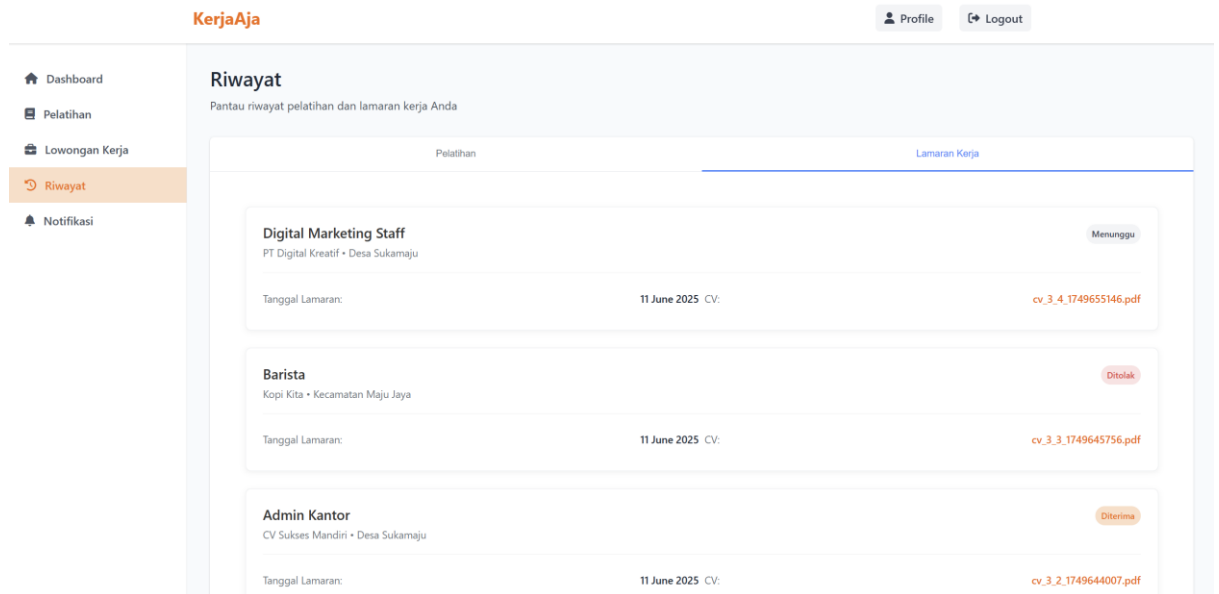 KerjaAja
Profile
Logout
Dashboard
Pelatihan
Lowongan Kerja
Riwayat
Notifikasi
Riwayat
Pantau riwayat pelatihan dan lamaran kerja Anda
Pelatihan
Lamaran Kerja
Digital Marketing Staff
Menunggu
PT Digital Kreatif • Desa Sukamaju
Tanggal Lamaran: 11 June 2025 CV: cv_3_4_1749655146.pdf
Barista
Ditolak
Kopi Kita • Kecamatan Maju Jaya
Tanggal Lamaran: 11 June 2025 CV: cv_3_3_1749645756.pdf
Admin Kantor
Diterima
CV Sukses Mandiri • Desa Sukamaju
Tanggal Lamaran: 11 June 2025 CV: cv_3_2_1749644007.pdf